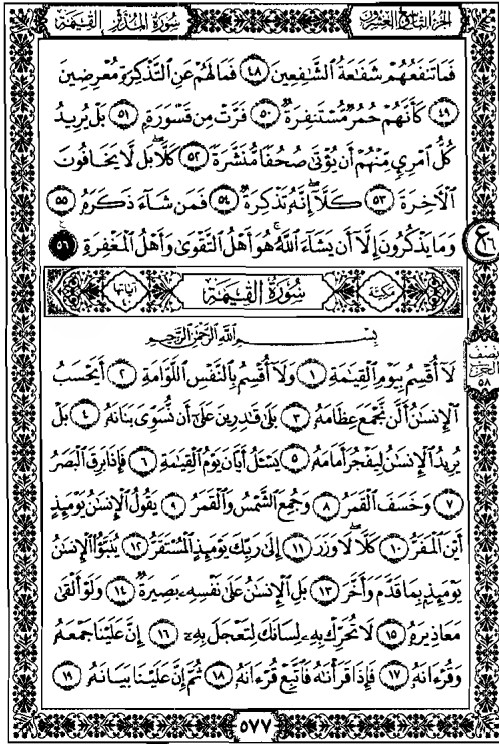 الجزء التاسع والعشرون سورة المدثر القيمة
فَمَا تَنفَعُهُمْ شَفَٰعَةُ ٱلشَّٰفِعِينَ ٤٨ فَمَا لَهُمْ عَنِ ٱلتَّذْكِرَةِ مُعْرِضِينَ
٤٩ كَأَنَّهُمْ حُمُرٌ مُّسْتَنفِرَةٌ ٥٠ فَرَّتْ مِن قَسْوَرَةٍ ٥١ بَلْ يُرِيدُ
كُلُّ ٱمْرِئٍ مِّنْهُمْ أَن يُؤْتَىٰ صُحُفًا مُّنَشَّرَةً ٥٢ كَلَّا ۖ بَل لَّا يَخَافُونَ
ٱلْءَاخِرَةَ ٥٣ كَلَّآ إِنَّهُۥ تَذْكِرَةٌ ٥٤ فَمَن شَآءَ ذَكَرَهُۥ ٥٥
وَمَا يَذْكُرُونَ إِلَّآ أَن يَشَآءَ ٱللَّهُ ۚ هُوَ أَهْلُ ٱلتَّقْوَىٰ وَأَهْلُ ٱلْمَغْفِرَةِ ٥٦
مكية سورة القيمة آياتها
بِسْمِ ٱللَّهِ ٱلرَّحْمَٰنِ ٱلرَّحِيمِ
لَآ أُقْسِمُ بِيَوْمِ ٱلْقِيَٰمَةِ ١ وَلَآ أُقْسِمُ بِٱلنَّفْسِ ٱللَّوَّامَةِ ٢ أَيَحْسَبُ
ٱلْإِنسَٰنُ أَلَّن نَّجْمَعَ عِظَامَهُۥ ٣ بَلَىٰ قَٰدِرِينَ عَلَىٰٓ أَن نُّسَوِّىَ بَنَانَهُۥ ٤ بَلْ
يُرِيدُ ٱلْإِنسَٰنُ لِيَفْجُرَ أَمَامَهُۥ ٥ يَسْـَٔلُ أَيَّانَ يَوْمُ ٱلْقِيَٰمَةِ ٦ فَإِذَا بَرِقَ ٱلْبَصَرُ
٧ وَخَسَفَ ٱلْقَمَرُ ٨ وَجُمِعَ ٱلشَّمْسُ وَٱلْقَمَرُ ٩ يَقُولُ ٱلْإِنسَٰنُ يَوْمَئِذٍ
أَيْنَ ٱلْمَفَرُّ ١٠ كَلَّا لَا وَزَرَ ١١ إِلَىٰ رَبِّكَ يَوْمَئِذٍ ٱلْمُسْتَقَرُّ ١٢ يُنَبَّؤُاْ ٱلْإِنسَٰنُ
يَوْمَئِذٍۭ بِمَا قَدَّمَ وَأَخَّرَ ١٣ بَلِ ٱلْإِنسَٰنُ عَلَىٰ نَفْسِهِۦ بَصِيرَةٌ ١٤ وَلَوْ أَلْقَىٰ
مَعَاذِيرَهُۥ ١٥ لَا تُحَرِّكْ بِهِۦ لِسَانَكَ لِتَعْجَلَ بِهِۦٓ ١٦ إِنَّ عَلَيْنَا جَمْعَهُۥ
وَقُرْءَانَهُۥ ١٧ فَإِذَا قَرَأْنَٰهُ فَٱتَّبِعْ قُرْءَانَهُۥ ١٨ ثُمَّ إِنَّ عَلَيْنَا بَيَانَهُۥ ١٩
٥٧٧
ع
نصف
الحزب
٥٨